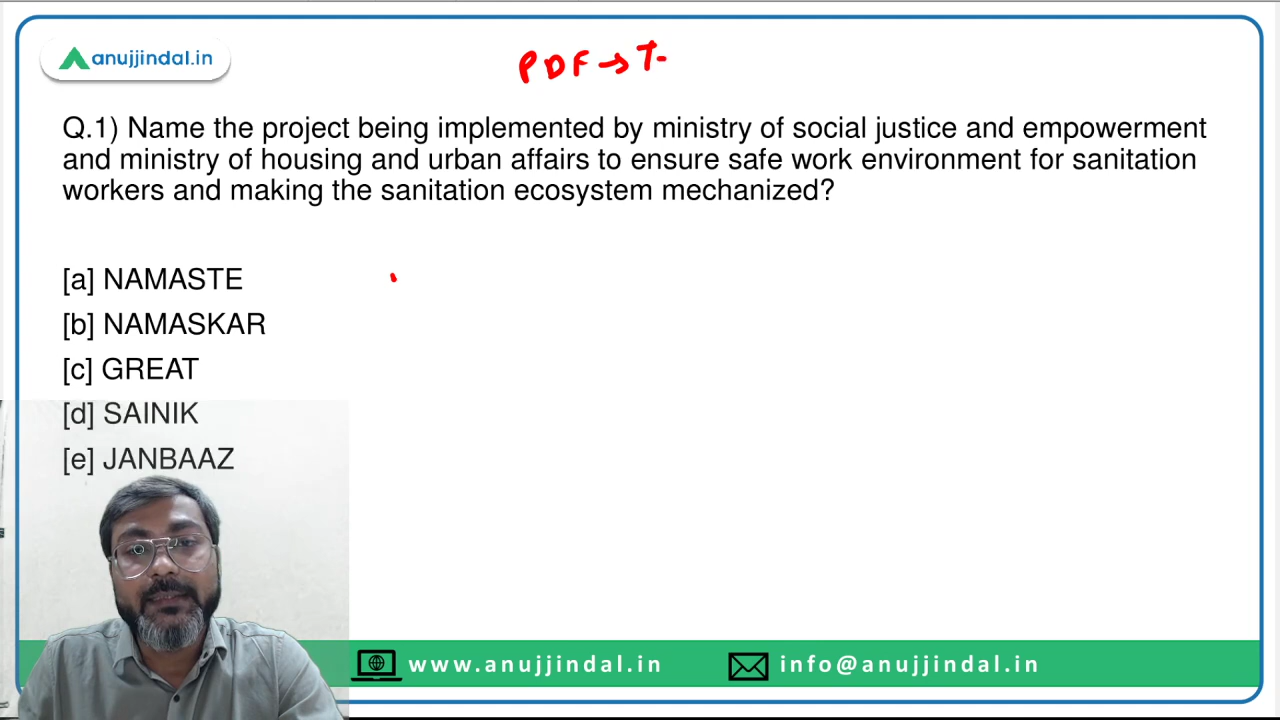 anujjindal.in
PDF → T-
Q.1) Name the project being implemented by ministry of social justice and empowerment
and ministry of housing and urban affairs to ensure safe work environment for sanitation
workers and making the sanitation ecosystem mechanized?
[a] NAMASTE
[b] NAMASKAR
[c] GREAT
[d] SAINIK
[e] JANBAAZ
www.anujjindal.in
info@anujjindal.in